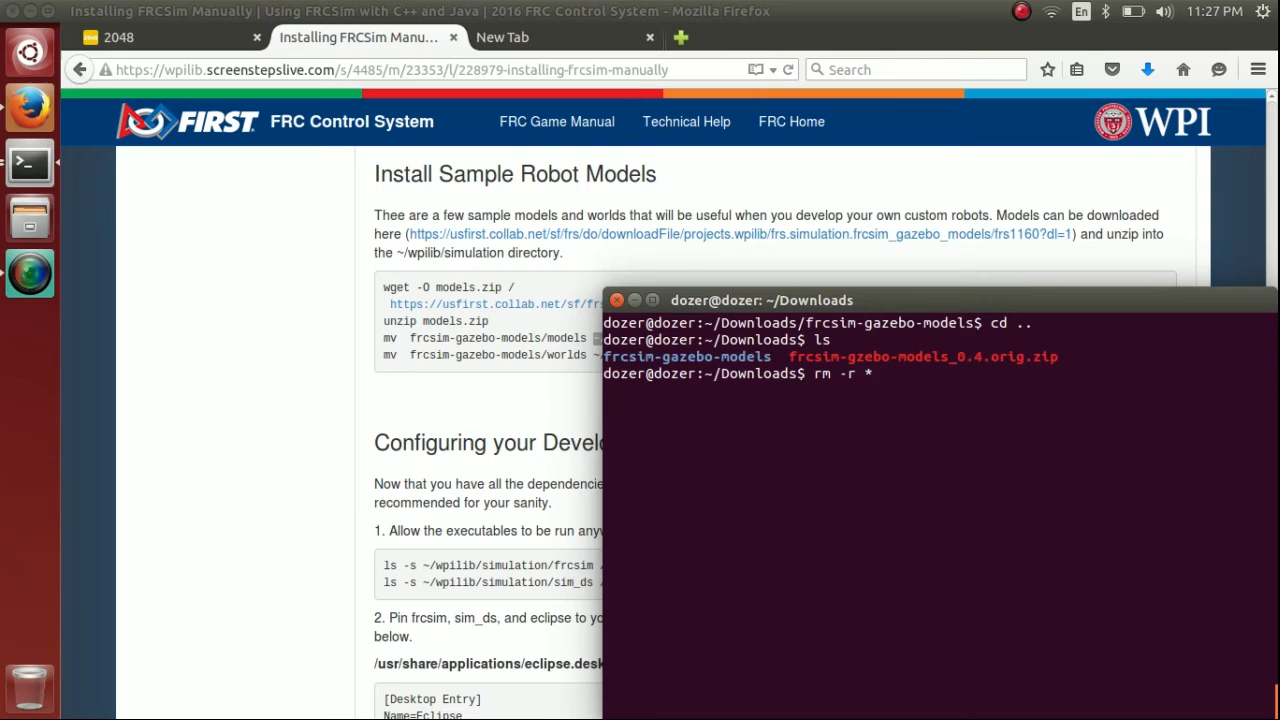 Installing FRCSim Manually | Using FRCSim with C++ and Java | 2016 FRC Control System - Mozilla Firefox
En
11:27 PM
2048
Installing FRCSim Manu...
New Tab
https://wpilib.screenstepslive.com/s/4485/m/23353/l/228979-installing-frcsim-manually
Search
FIRST
FRC Control System
FRC Game Manual
Technical Help
FRC Home
WPI
Install Sample Robot Models
Thee are a few sample models and worlds that will be useful when you develop your own custom robots. Models can be downloaded
here (https://usfirst.collab.net/sf/frs/do/downloadFile/projects.wpilib/frs.simulation.frcsim_gazebo_models/frs1160?dl=1) and unzip into
the ~/wpilib/simulation directory.
wget -O models.zip /
https://usfirst.collab.net/sf/frs
unzip models.zip
mv frcsim-gazebo-models/models ~
mv frcsim-gazebo-models/worlds ~
dozer@dozer: ~/Downloads
dozer@dozer:~/Downloads/frcsim-gazebo-models$ cd ..
dozer@dozer:~/Downloads$ ls
frcsim-gazebo-models frcsim-gzebo-models_0.4.orig.zip
dozer@dozer:~/Downloads$ rm -r *
Configuring your Develo
Now that you have all the dependencie
recommended for your sanity.
1. Allow the executables to be run anyw
ls -s ~/wpilib/simulation/frcsim /
ls -s ~/wpilib/simulation/sim_ds /
2. Pin frcsim, sim_ds, and eclipse to yo
below.
/usr/share/applications/eclipse.desk
[Desktop Entry]
Name=Eclipse